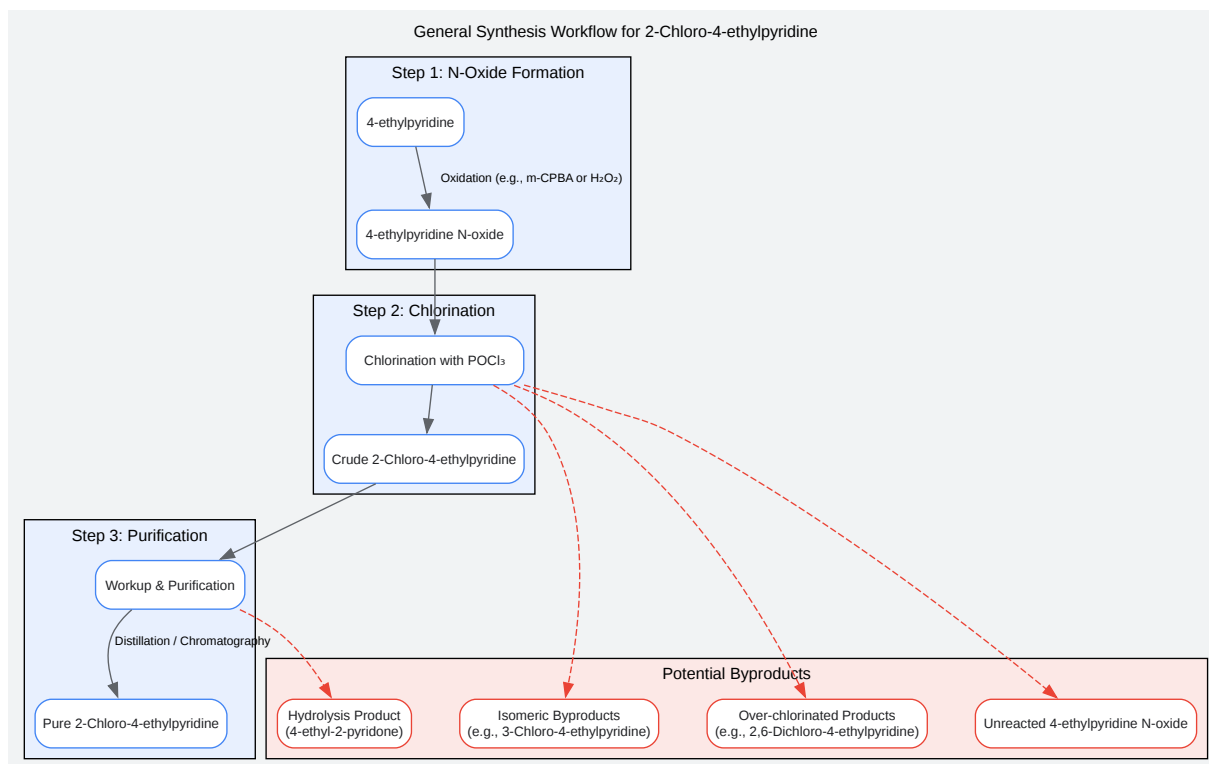 General Synthesis Workflow for 2-Chloro-4-ethylpyridine
Step 1: N-Oxide Formation
4-ethylpyridine
Oxidation (e.g., m-CPBA or H₂O₂)
4-ethylpyridine N-oxide
Step 2: Chlorination
Chlorination with POCl₃
Crude 2-Chloro-4-ethylpyridine
Step 3: Purification
Workup & Purification
Distillation / Chromatography
Pure 2-Chloro-4-ethylpyridine
Potential Byproducts
Hydrolysis Product
(4-ethyl-2-pyridone)
Isomeric Byproducts
(e.g., 3-Chloro-4-ethylpyridine)
Over-chlorinated Products
(e.g., 2,6-Dichloro-4-ethylpyridine)
Unreacted 4-ethylpyridine N-oxide